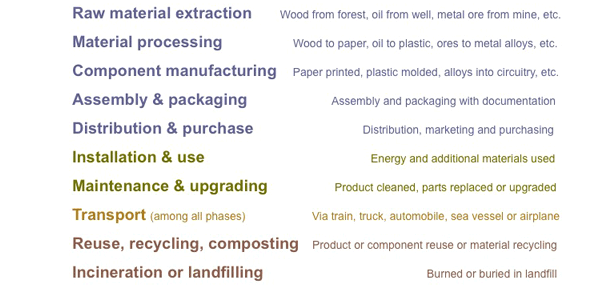 Raw material extraction Wood from forest, oil from well, metal ore from mine, etc.
Material processing Wood to paper, oil to plastic, ores to metal alloys, etc.
Component manufacturing Paper printed, plastic molded, alloys into circuitry, etc.
Assembly & packaging Assembly and packaging with documentation
Distribution & purchase Distribution, marketing and purchasing
Installation & use Energy and additional materials used
Maintenance & upgrading Product cleaned, parts replaced or upgraded
Transport (among all phases) Via train, truck, automobile, sea vessel or airplane
Reuse, recycling, composting Product or component reuse or material recycling
Incineration or landfilling Burned or buried in landfill